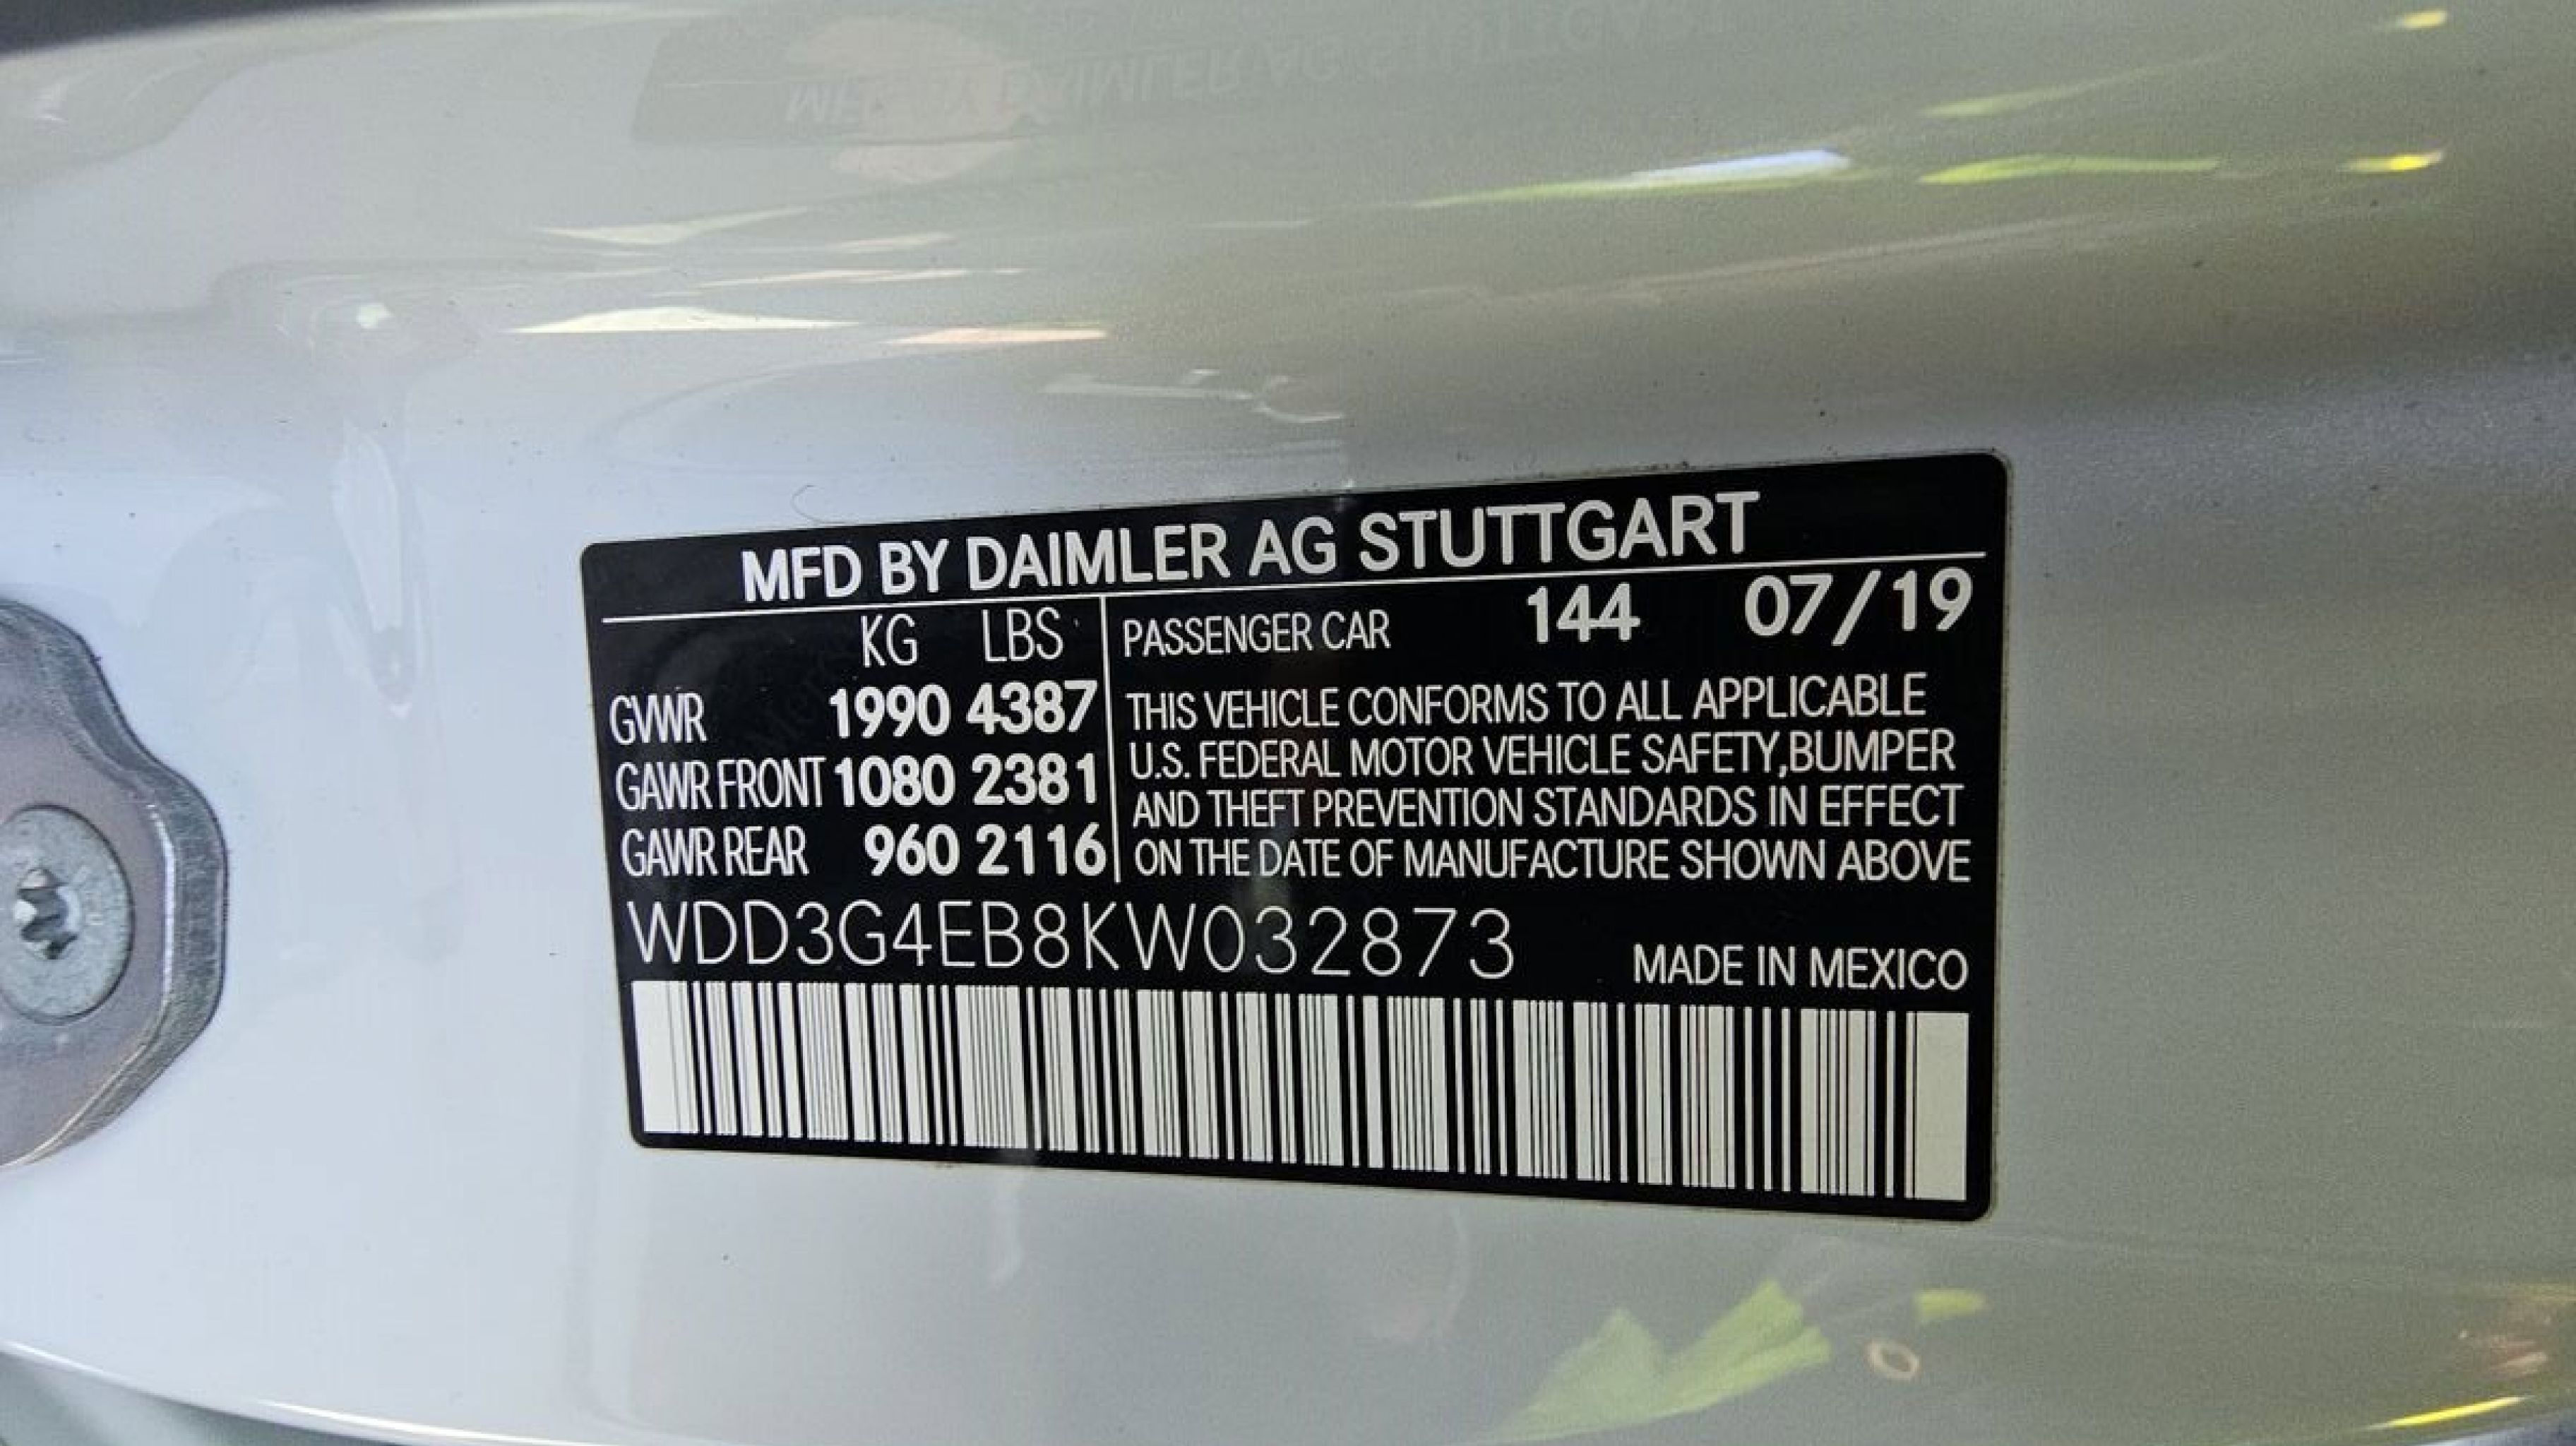 MFD BY DAIMLER AG STUTTGART
KG LBS
GVWR 1990 4387
GAWR FRONT 1080 2381
GAWR REAR 960 2116
PASSENGER CAR 144 07/19
THIS VEHICLE CONFORMS TO ALL APPLICABLE
U.S. FEDERAL MOTOR VEHICLE SAFETY,BUMPER
AND THEFT PREVENTION STANDARDS IN EFFECT
ON THE DATE OF MANUFACTURE SHOWN ABOVE
WDD3G4EB8KW032873
MADE IN MEXICO